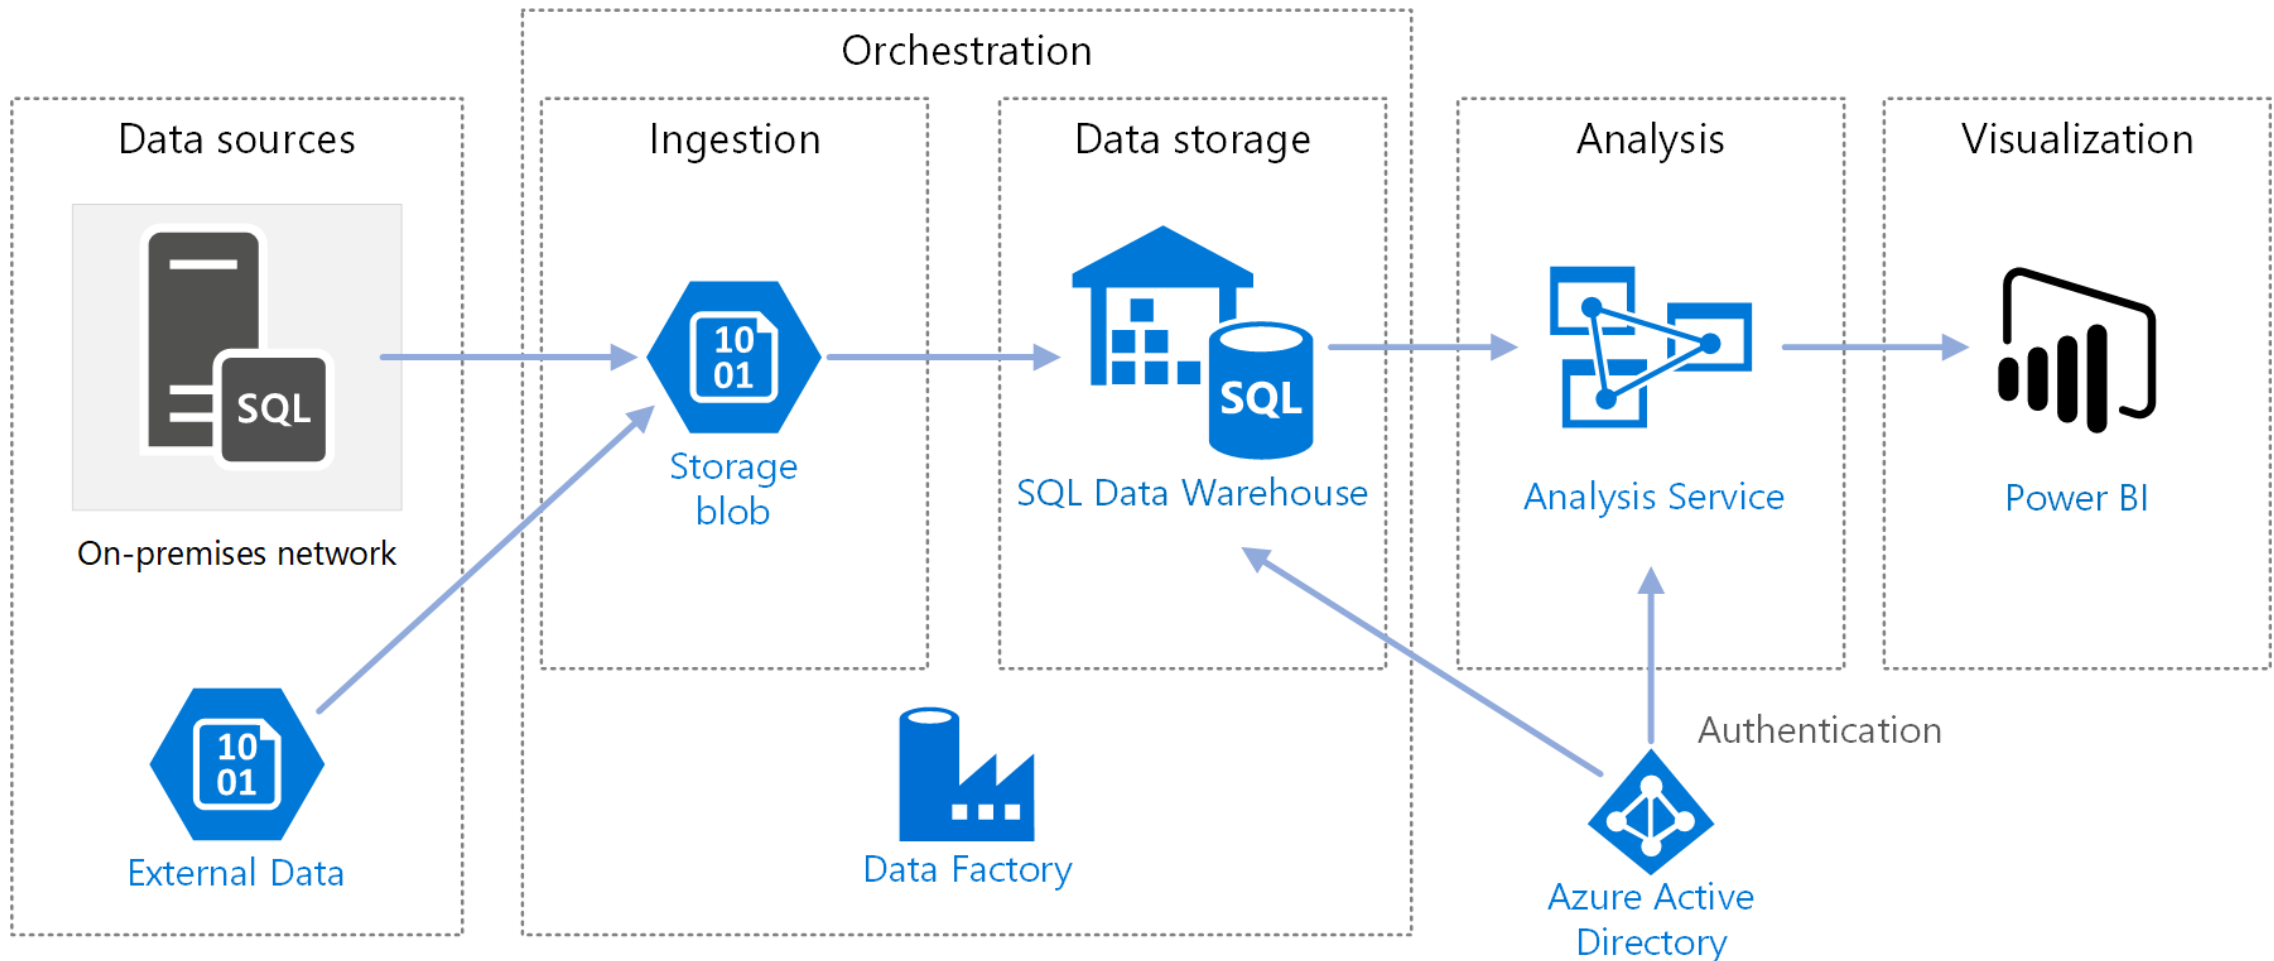 Orchestration
Data sources
Ingestion
Data storage
Analysis
Visualization
SQL
On-premises network
10
01
External Data
10
01
Storage
blob
SQL
SQL Data Warehouse
Analysis Service
Power BI
Data Factory
Authentication
Azure Active
Directory